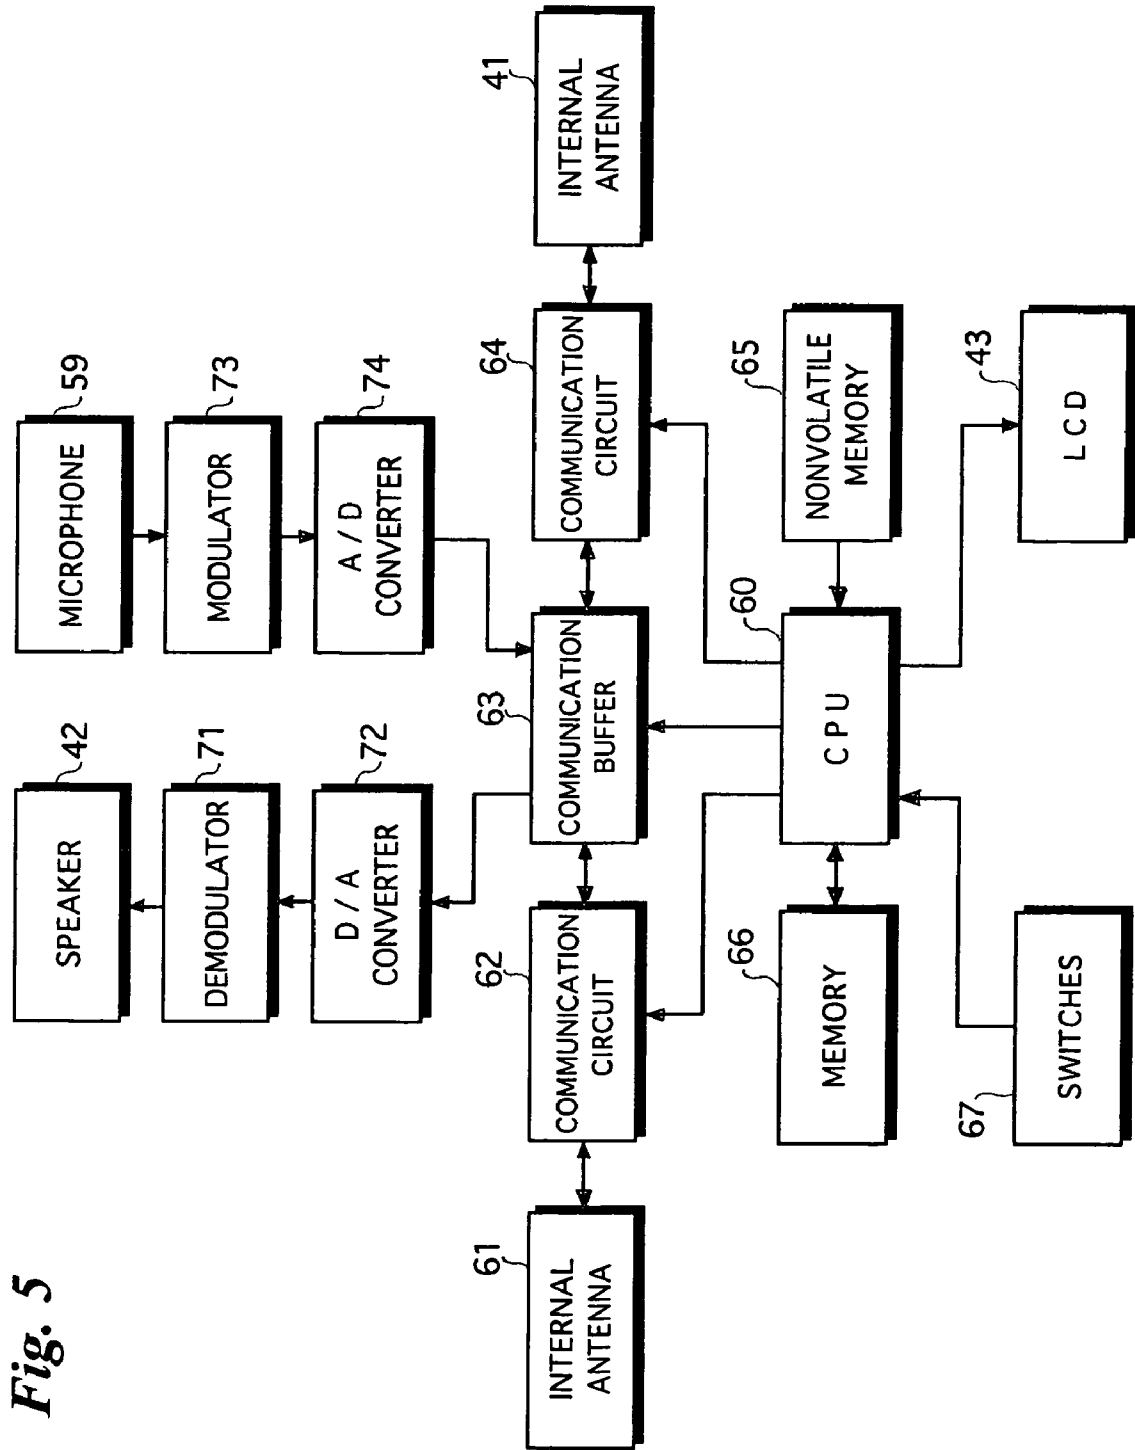 Fig. 5
SPEAKER
42
MICROPHONE
59
DEMODULATOR
71
MODULATOR
73
D / A
CONVERTER
72
A / D
CONVERTER
74
INTERNAL
ANTENNA
61
COMMUNICATION
CIRCUIT
62
COMMUNICATION
BUFFER
63
COMMUNICATION
CIRCUIT
64
INTERNAL
ANTENNA
41
MEMORY
66
CPU
60
NONVOLATILE
MEMORY
65
SWITCHES
67
LCD
43